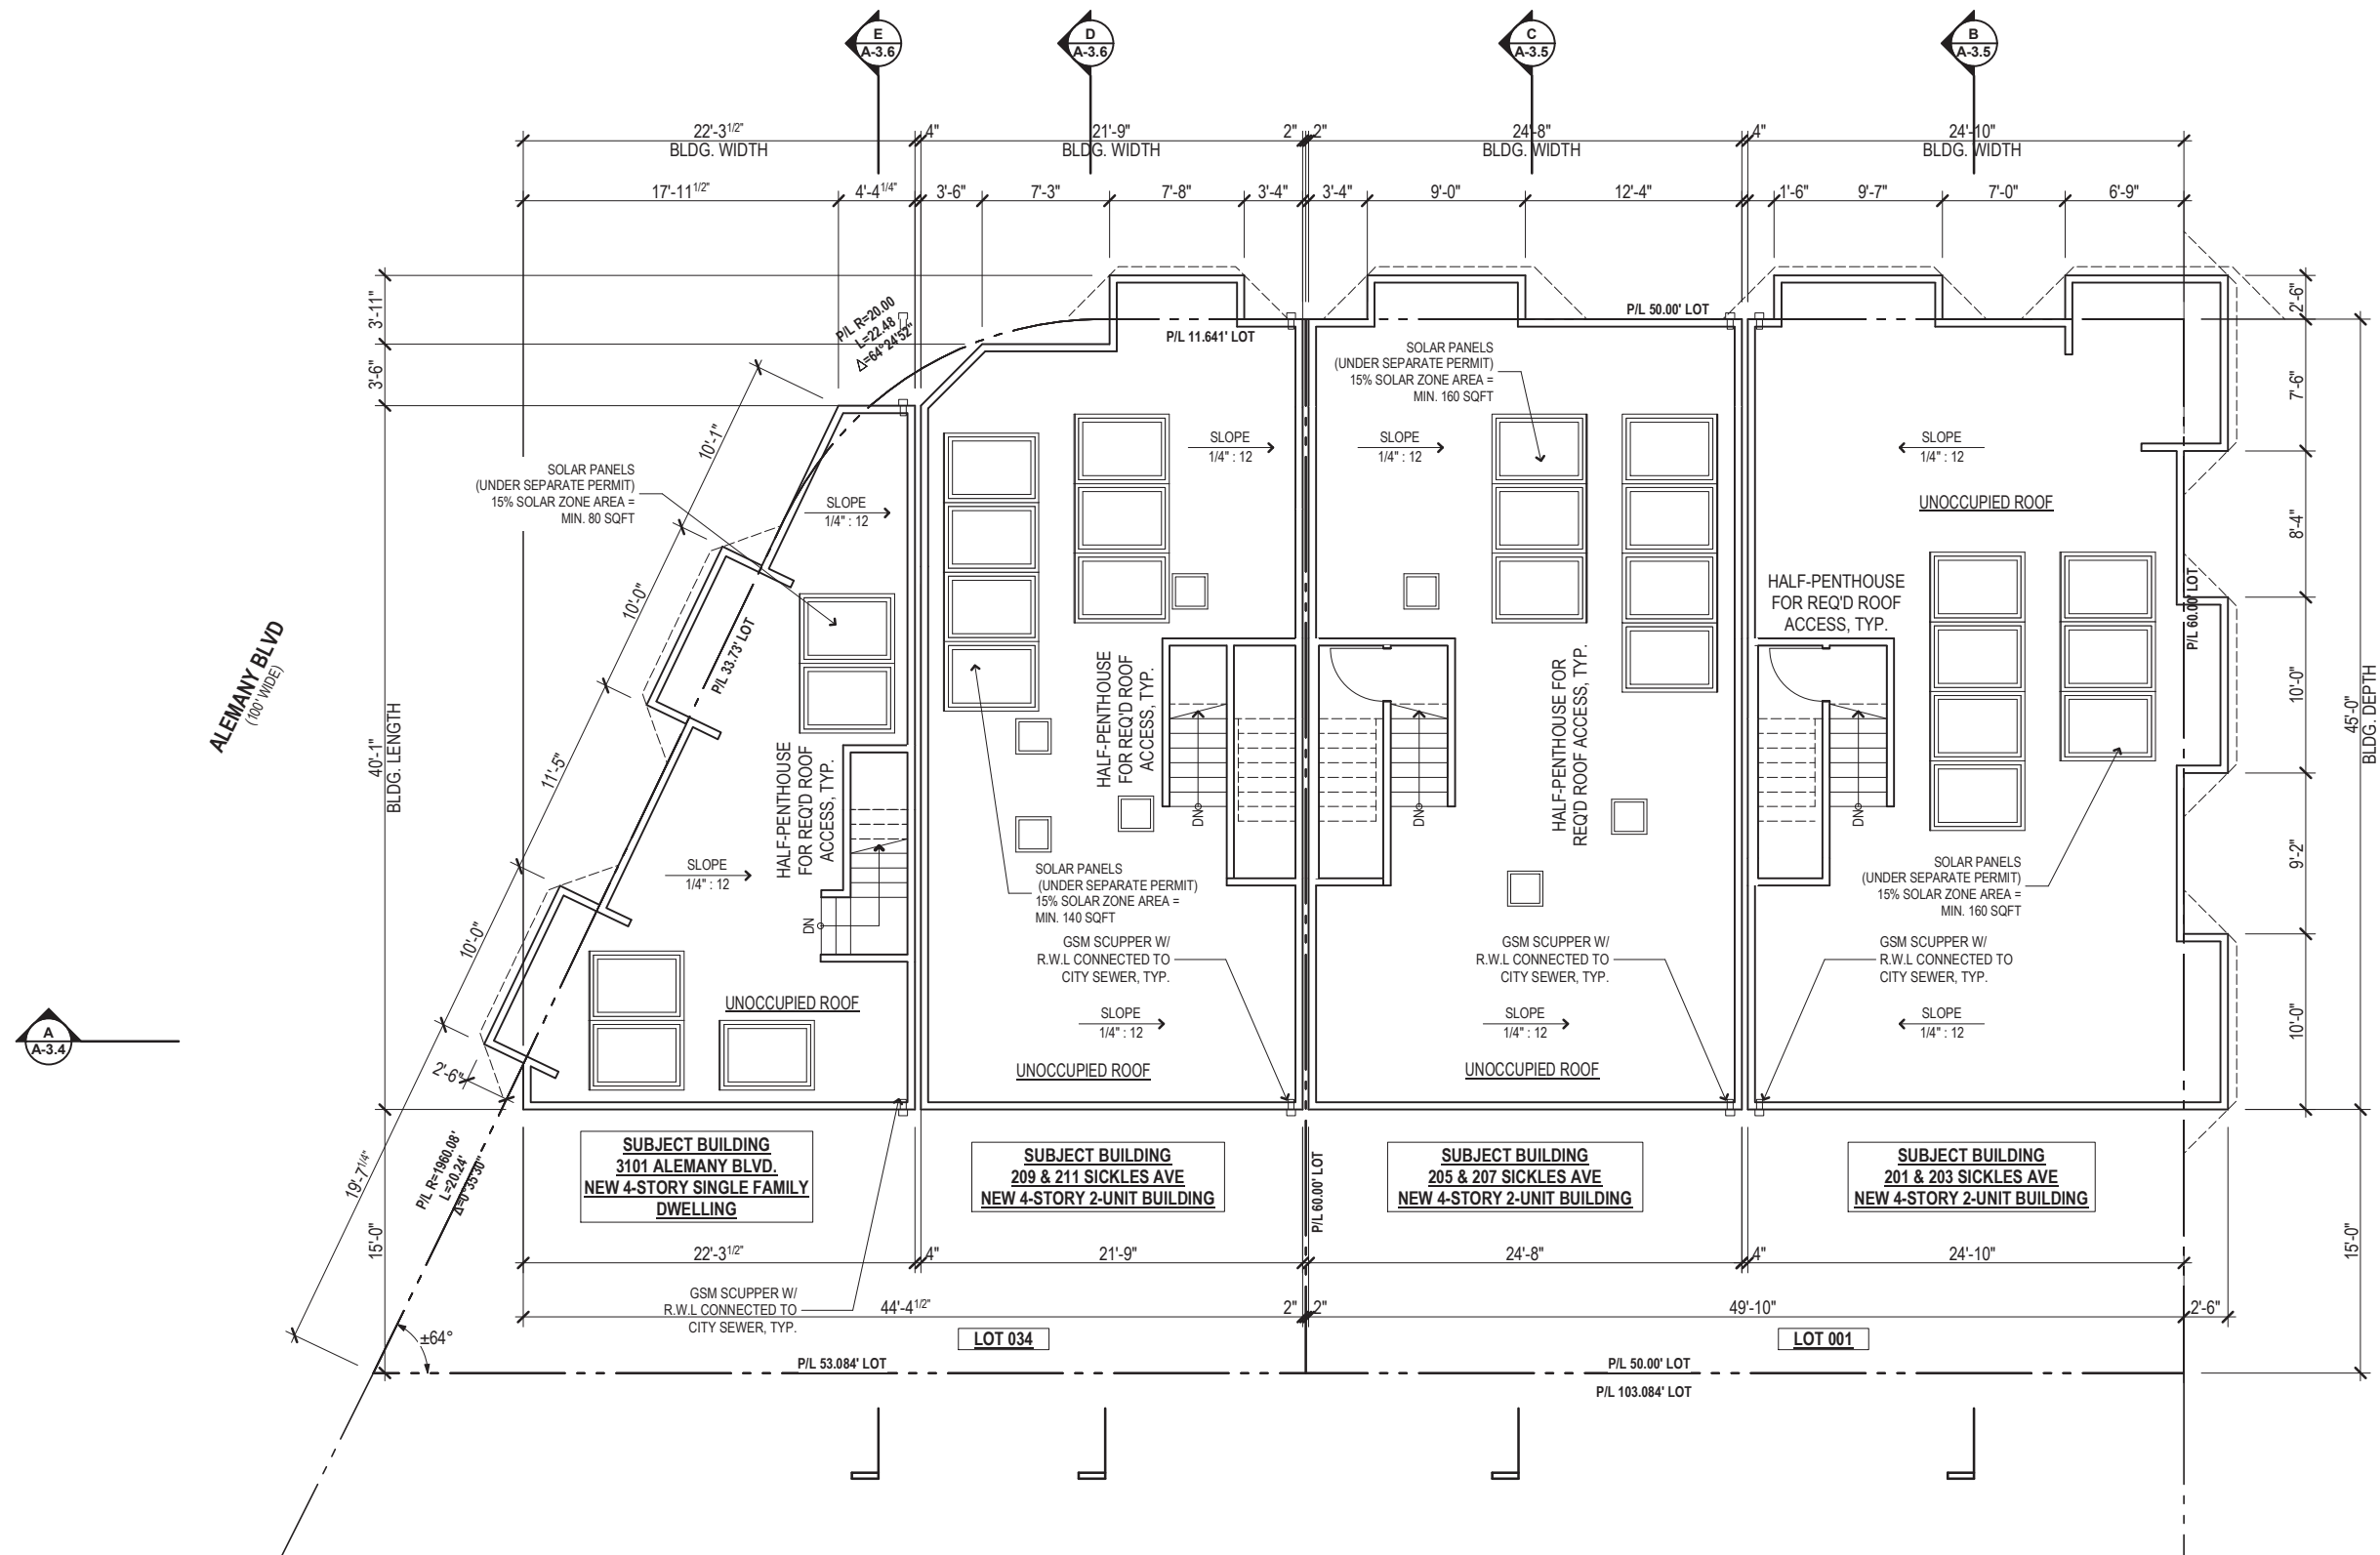 E
A-3.6
D
A-3.6
C
A-3.5
B
A-3.5
22'-3 1/2"
BLDG. WIDTH
4"
21'-9"
BLDG. WIDTH
2"
2"
24'-8"
BLDG. WIDTH
4"
24'-10"
BLDG. WIDTH
17'-11 1/2"
4'-4 1/4"
3'-6"
7'-3"
7'-8"
3'-4"
3'-4"
9'-0"
12'-4"
1'-6"
9'-7"
7'-0"
6'-9"
3'-11"
3'-6"
40'-1"
BLDG. LENGTH
15'-0"
P/L R=20.00
L=22.48
Δ=64°24'52"
P/L 11.641' LOT
P/L 50.00' LOT
2'-6"
7'-6"
8'-4"
10'-0"
9'-2"
10'-0"
45'-0"
BLDG. DEPTH
15'-0"
10'-1"
10'-0"
11'-5"
10'-0"
2'-6"
19'-7 1/4"
ALEMANY BLVD
(100' WIDE)
SOLAR PANELS
(UNDER SEPARATE PERMIT)
15% SOLAR ZONE AREA =
MIN. 80 SQFT
SLOPE
1/4" : 12
SLOPE
1/4" : 12
SOLAR PANELS
(UNDER SEPARATE PERMIT)
15% SOLAR ZONE AREA =
MIN. 160 SQFT
SLOPE
1/4" : 12
SLOPE
1/4" : 12
UNOCCUPIED ROOF
P/L 33.73' LOT
HALF-PENTHOUSE
FOR REQ'D ROOF
ACCESS, TYP.
HALF-PENTHOUSE
FOR REQ'D ROOF
ACCESS, TYP.
HALF-PENTHOUSE FOR
REQ'D ROOF ACCESS, TYP.
HALF-PENTHOUSE
FOR REQ'D ROOF
ACCESS, TYP.
P/L 60.00' LOT
DN
DN
DN
DN
SLOPE
1/4" : 12
SOLAR PANELS
(UNDER SEPARATE PERMIT)
15% SOLAR ZONE AREA =
MIN. 140 SQFT
SOLAR PANELS
(UNDER SEPARATE PERMIT)
15% SOLAR ZONE AREA =
MIN. 160 SQFT
GSM SCUPPER W/
R.W.L CONNECTED TO
CITY SEWER, TYP.
GSM SCUPPER W/
R.W.L CONNECTED TO
CITY SEWER, TYP.
GSM SCUPPER W/
R.W.L CONNECTED TO
CITY SEWER, TYP.
UNOCCUPIED ROOF
SLOPE
1/4" : 12
SLOPE
1/4" : 12
SLOPE
1/4" : 12
UNOCCUPIED ROOF
UNOCCUPIED ROOF
A
A-3.4
P/L R=1960.08'
L=20.24'
Δ=0°35'30"
SUBJECT BUILDING
3101 ALEMANY BLVD.
NEW 4-STORY SINGLE FAMILY
DWELLING
SUBJECT BUILDING
209 & 211 SICKLES AVE
NEW 4-STORY 2-UNIT BUILDING
P/L 60.00' LOT
SUBJECT BUILDING
205 & 207 SICKLES AVE
NEW 4-STORY 2-UNIT BUILDING
SUBJECT BUILDING
201 & 203 SICKLES AVE
NEW 4-STORY 2-UNIT BUILDING
22'-3 1/2"
4"
21'-9"
24'-8"
4"
24'-10"
GSM SCUPPER W/
R.W.L CONNECTED TO
CITY SEWER, TYP.
44'-4 1/2"
2"
2"
49'-10"
2'-6"
±64°
LOT 034
LOT 001
P/L 53.084' LOT
P/L 50.00' LOT
P/L 103.084' LOT